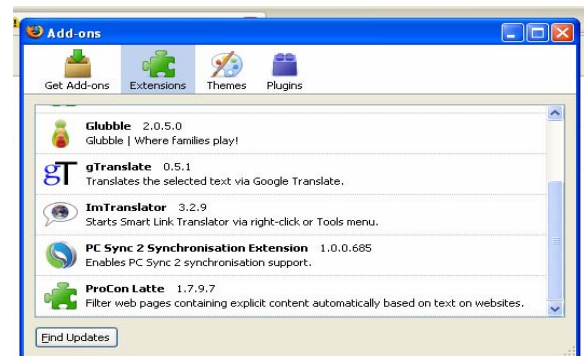 Add-ons
Get Add-ons Extensions Themes Plugins
Glubble 2.0.5.0
Glubble | Where families play!
gT
gTranslate 0.5.1
Translates the selected text via Google Translate.
ImTranslator 3.2.9
Starts Smart Link Translator via right-click or Tools menu.
PC Sync 2 Synchronisation Extension 1.0.0.685
Enables PC Sync 2 synchronisation support.
ProCon Latte 1.7.9.7
Filter web pages containing explicit content automatically based on text on websites.
Find Updates